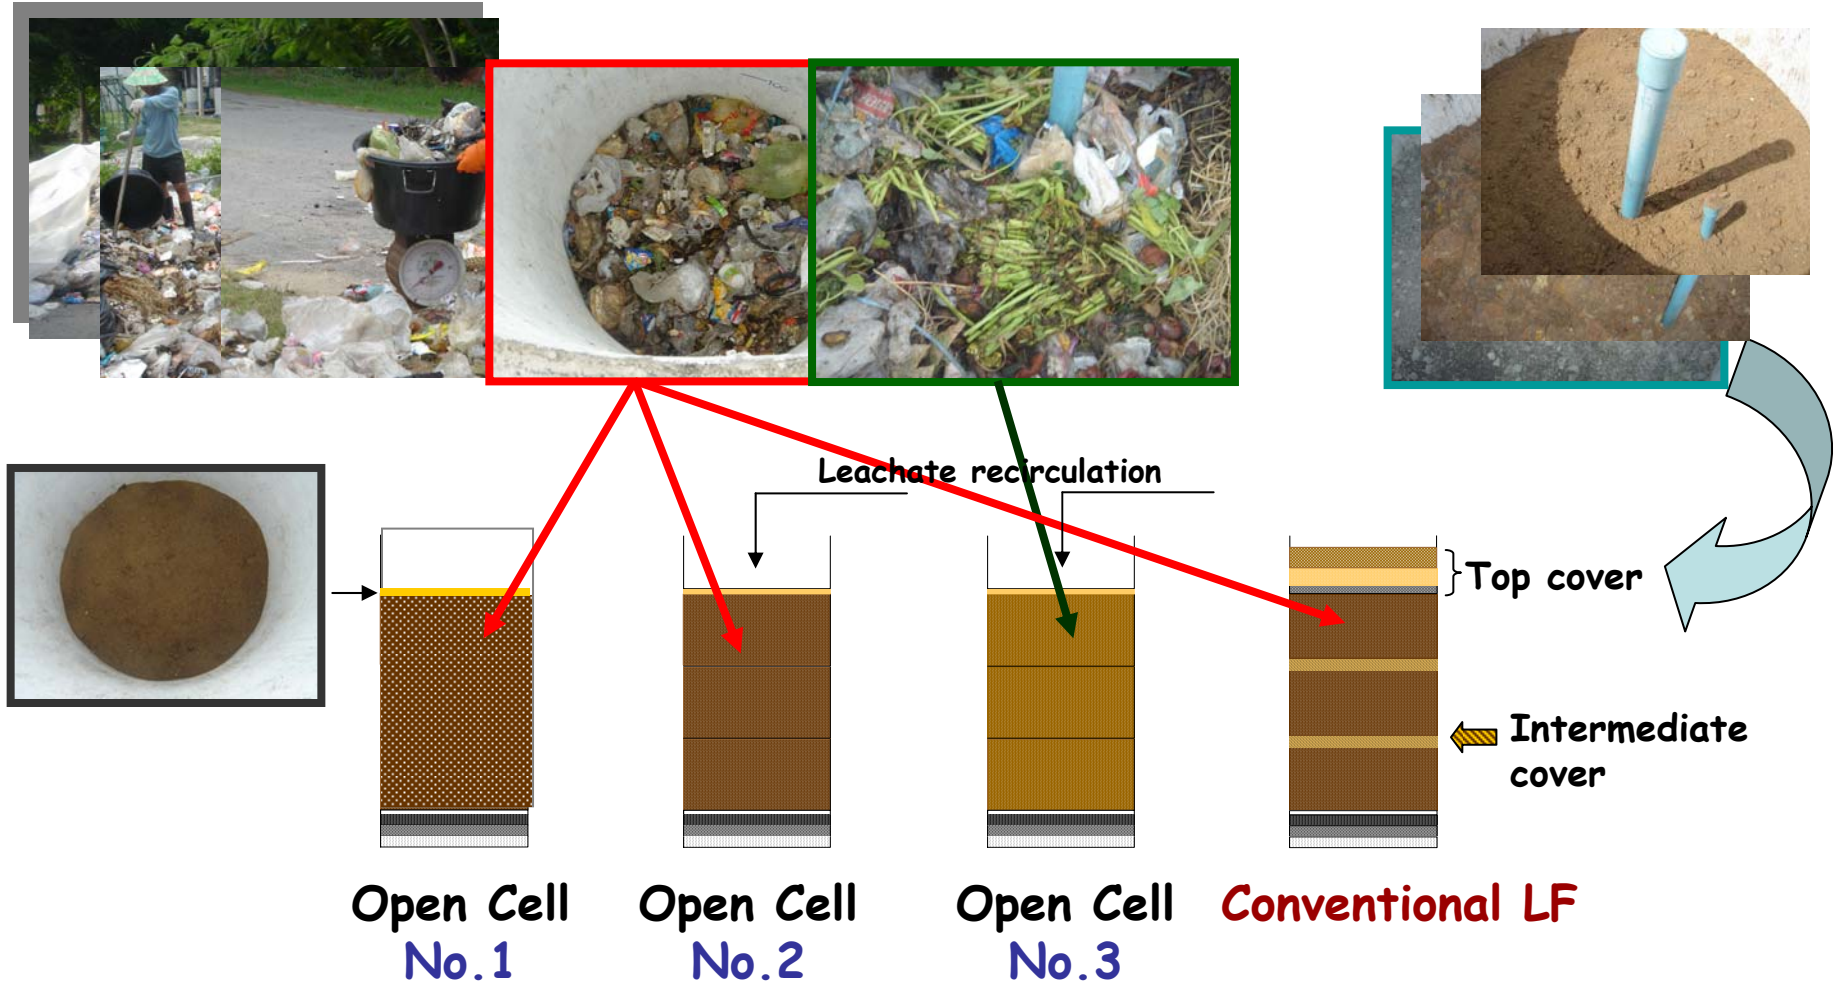 Leachate recirculation
Top cover
Intermediate
cover
Open Cell
No.1
Open Cell
No.2
Open Cell
No.3
Conventional LF